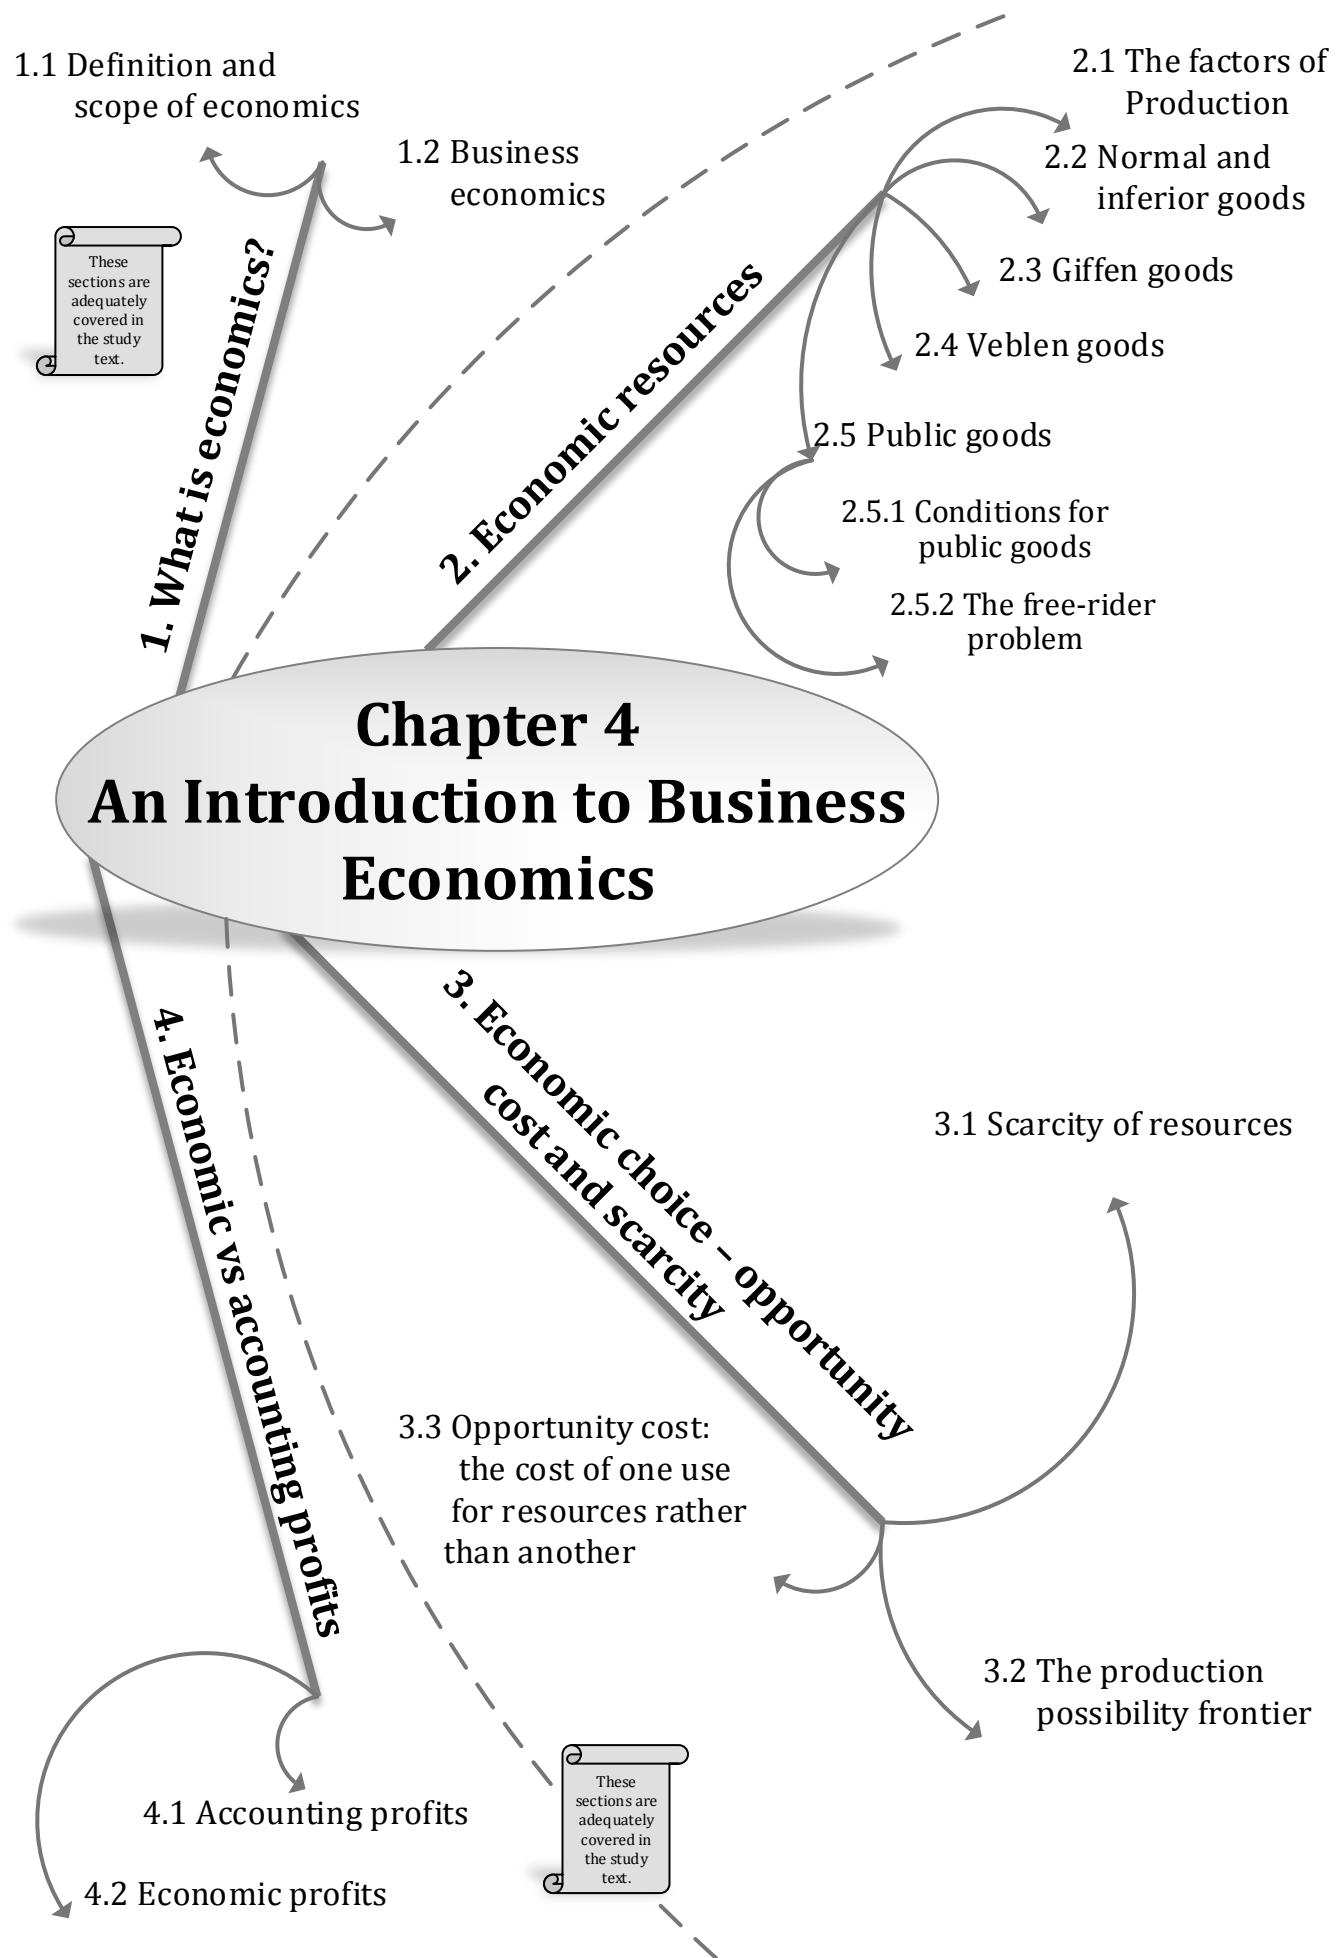 1.1 Definition and
scope of economics
1.2 Business
economics
These
sections are
adequately
covered in
the study
text.
1. What is economics?
2. Economic resources
2.1 The factors of
Production
2.2 Normal and
inferior goods
2.3 Giffen goods
2.4 Veblen goods
2.5 Public goods
2.5.1 Conditions for
public goods
2.5.2 The free-rider
problem
Chapter 4
An Introduction to Business
Economics
3. Economic choice – opportunity
cost and scarcity
3.1 Scarcity of resources
3.2 The production
possibility frontier
3.3 Opportunity cost:
the cost of one use
for resources rather
than another
4. Economic vs accounting profits
4.1 Accounting profits
4.2 Economic profits
These
sections are
adequately
covered in
the study
text.